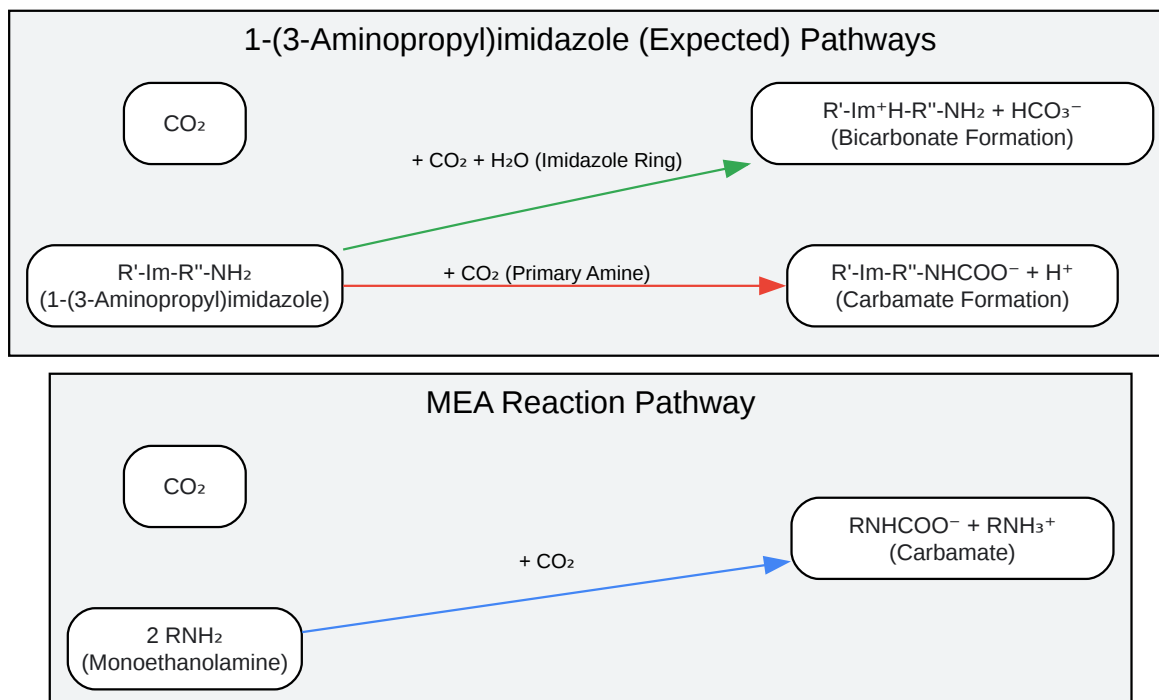 1-(3-Aminopropyl)imidazole (Expected) Pathways
CO₂
R'-Im⁺H-R''-NH₂ + HCO₃⁻
(Bicarbonate Formation)
+ CO₂ + H₂O (Imidazole Ring)
R'-Im-R''-NH₂
(1-(3-Aminopropyl)imidazole)
+ CO₂ (Primary Amine)
R'-Im-R''-NHCOO⁻ + H⁺
(Carbamate Formation)
MEA Reaction Pathway
CO₂
RNHCOO⁻ + RNH₃⁺
(Carbamate)
+ CO₂
2 RNH₂
(Monoethanolamine)